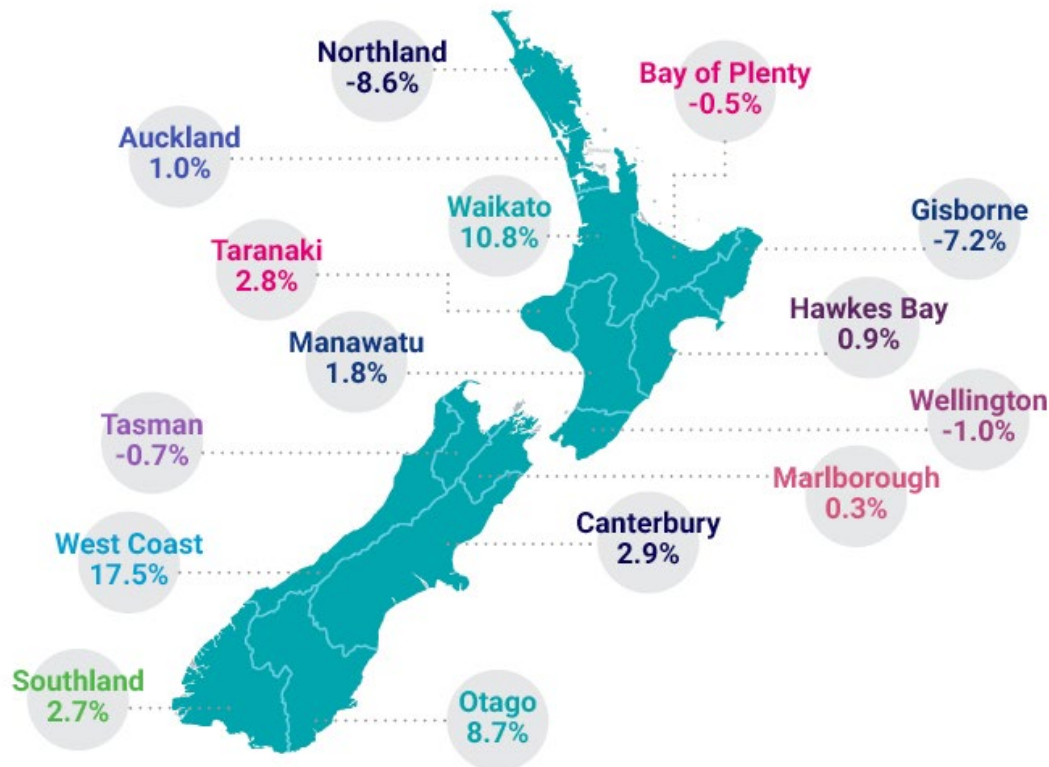 Northland
-8.6%
Bay of Plenty
-0.5%
Auckland
1.0%
Waikato
10.8%
Gisborne
-7.2%
Taranaki
2.8%
Hawkes Bay
0.9%
Manawatu
1.8%
Wellington
-1.0%
Tasman
-0.7%
Marlborough
0.3%
Canterbury
2.9%
West Coast
17.5%
Southland
2.7%
Otago
8.7%